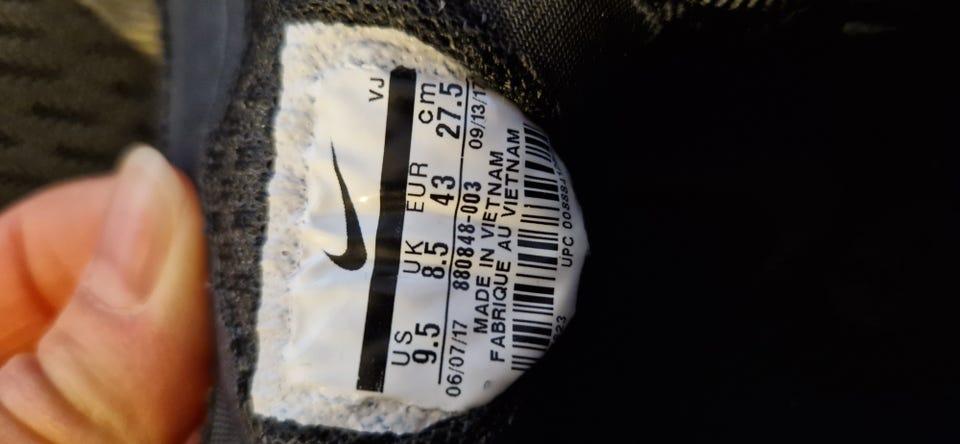 VJ
US UK EUR cm
9.5 8.5 43 27.5
06/07/17 880848-003 09/13/17
MADE IN VIETNAM
FABRIQUE AU VIETNAM
UPC